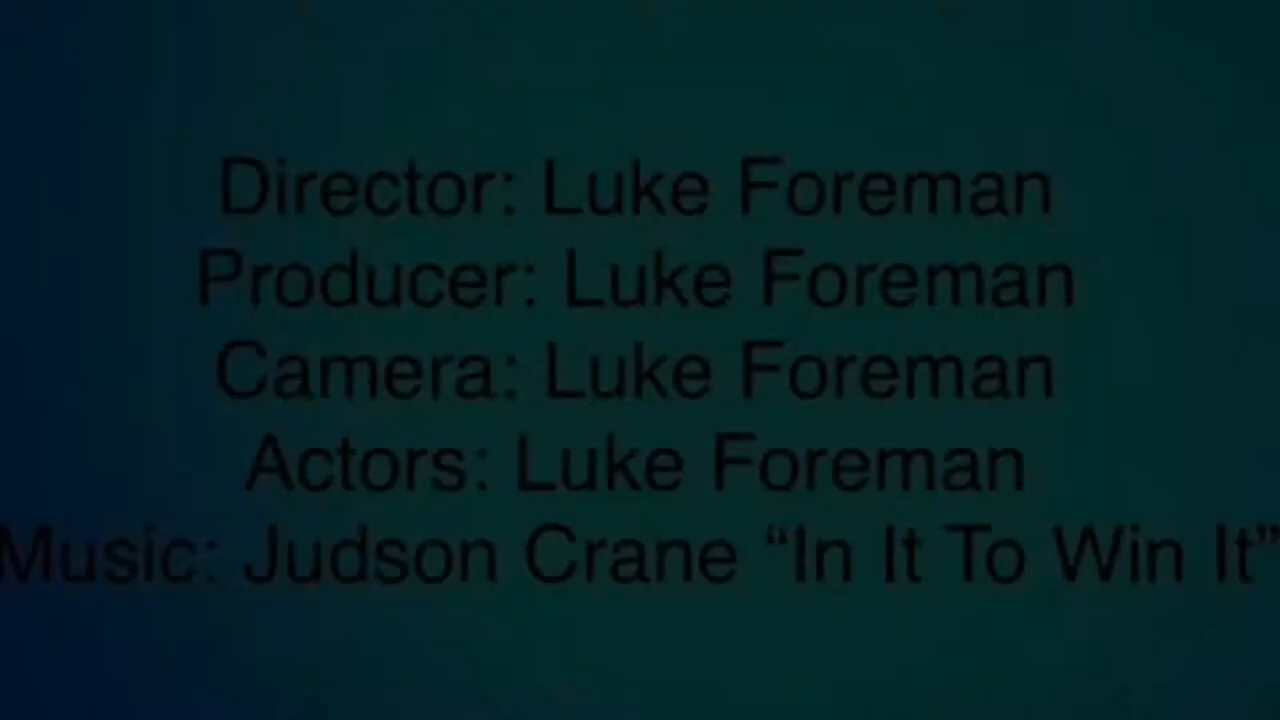 Director: Luke Foreman
Producer: Luke Foreman
Camera: Luke Foreman
Actors: Luke Foreman
Music: Judson Crane “In It To Win It”